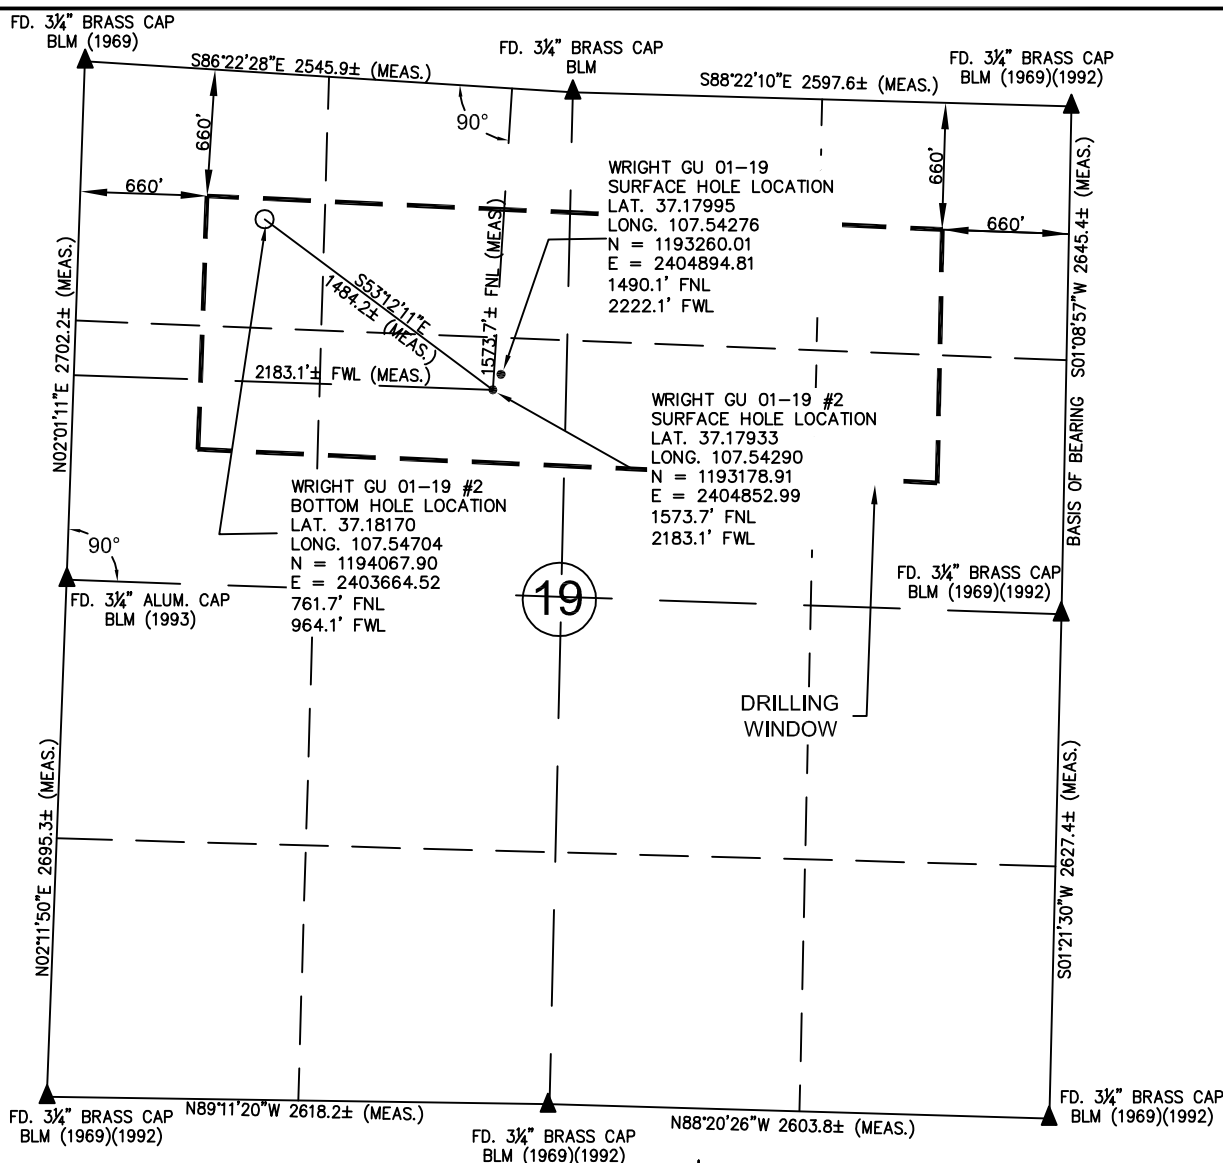 FD. 3¼" BRASS CAP
BLM (1969)
S86°22'28"E 2545.9± (MEAS.)
FD. 3¼" BRASS CAP
BLM
S88°22'10"E 2597.6± (MEAS.)
FD. 3¼" BRASS CAP
BLM (1969)(1992)
660'
660'
90°
660'
660'
WRIGHT GU 01-19
SURFACE HOLE LOCATION
LAT. 37.17995
LONG. 107.54276
N = 1193260.01
E = 2404894.81
1490.1' FNL
2222.1' FWL
S53°12'11"E
1484.2± (MEAS.)
1573.7'± FNL (MEAS.)
2183.1'± FWL (MEAS.)
N02°01'11"E 2702.2± (MEAS.)
BASIS OF BEARING S01°08'57"W 2645.4± (MEAS.)
WRIGHT GU 01-19 #2
SURFACE HOLE LOCATION
LAT. 37.17933
LONG. 107.54290
N = 1193178.91
E = 2404852.99
1573.7' FNL
2183.1' FWL
WRIGHT GU 01-19 #2
BOTTOM HOLE LOCATION
LAT. 37.18170
LONG. 107.54704
N = 1194067.90
E = 2403664.52
761.7' FNL
964.1' FWL
90°
FD. 3¼" ALUM. CAP
BLM (1993)
19
FD. 3¼" BRASS CAP
BLM (1969)(1992)
DRILLING
WINDOW
N02°11'50"E 2695.3± (MEAS.)
S01°21'30"W 2627.4± (MEAS.)
FD. 3¼" BRASS CAP
BLM (1969)(1992)
N89°11'20"W 2618.2± (MEAS.)
FD. 3¼" BRASS CAP
BLM (1969)(1992)
N88°20'26"W 2603.8± (MEAS.)
FD. 3¼" BRASS CAP
BLM (1969)(1992)